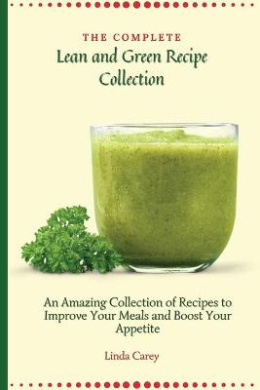 THE COMPLETE
Lean and Green Recipe
Collection
An Amazing Collection of Recipes to
Improve Your Meals and Boost Your
Appetite
Linda Carey